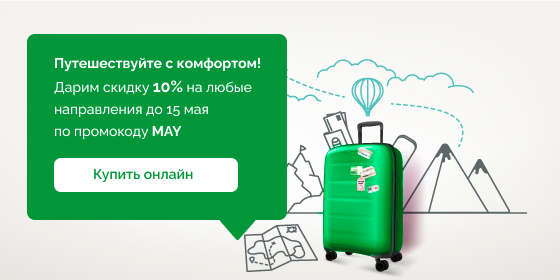 Путешествуйте с комфортом!
Дарим скидку 10% на любые
направления до 15 мая
по промокоду MAY
Купить онлайн